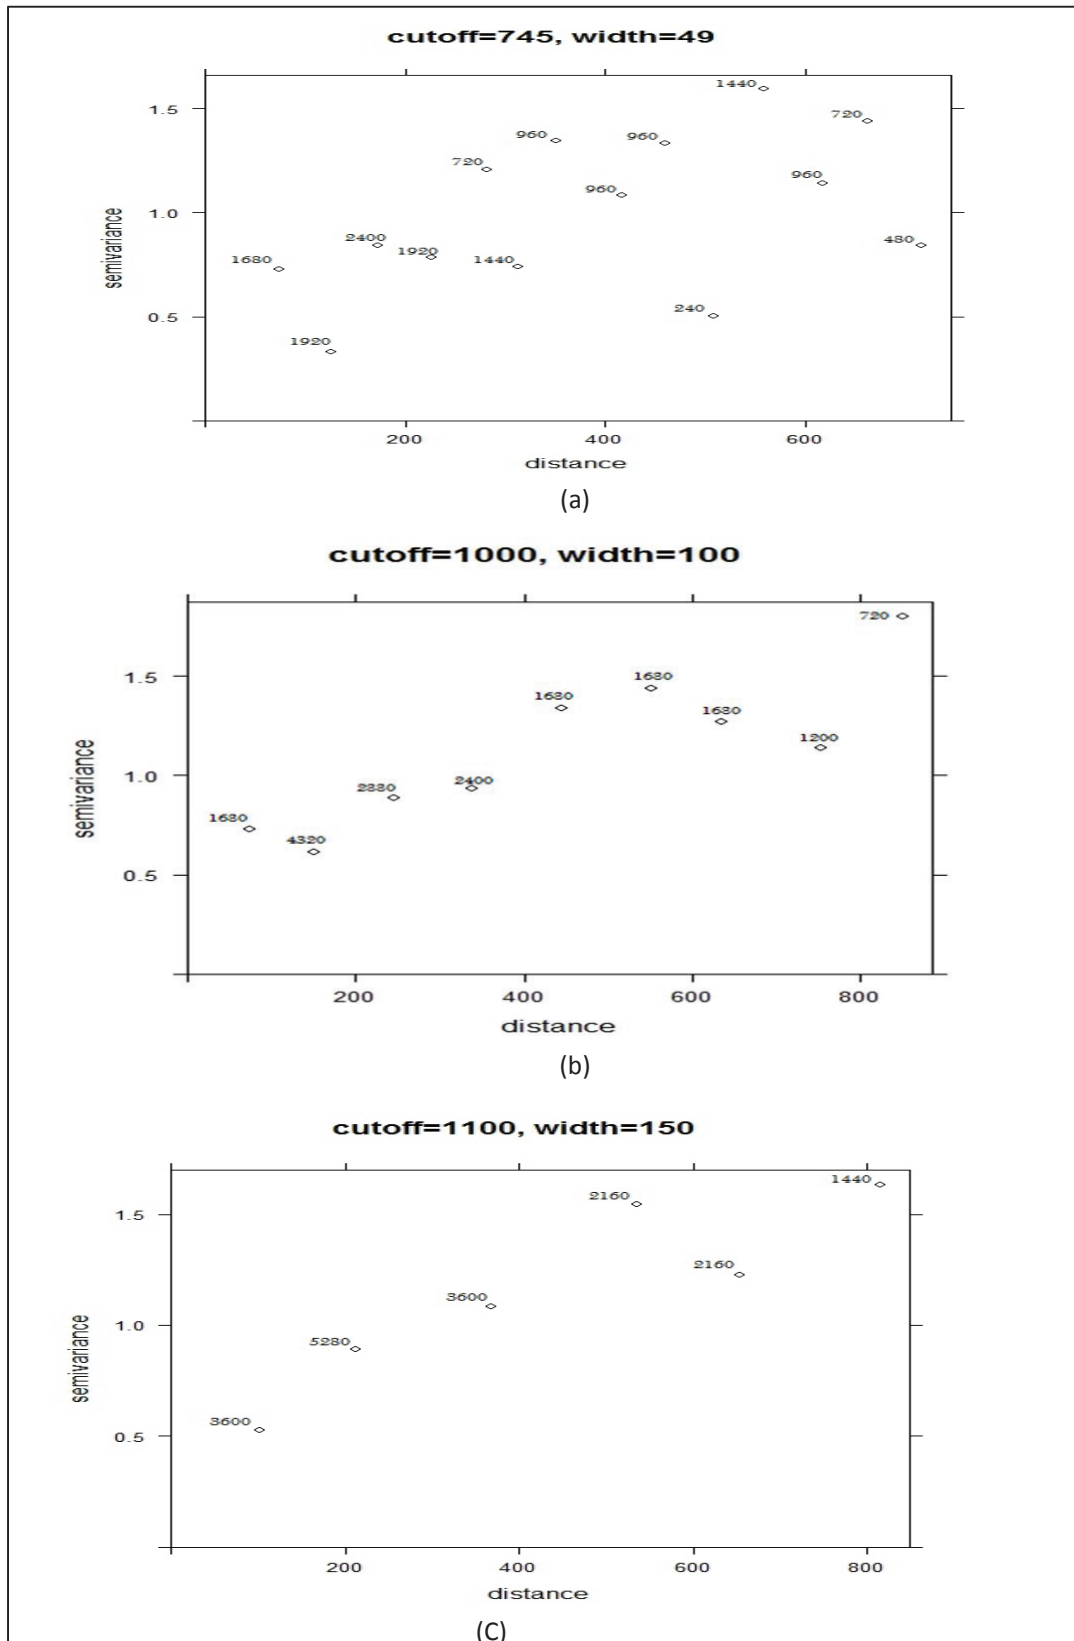 cutoff=745, width=49
1440
1.5
720
960
960
720
960
960
1.0
2400
480
1920
1680
1440
semivariance
0.5
240
1920
200 400 600
distance
(a)
cutoff=1000, width=100
720
1.5
1680
1680
1680
1200
1.0
2400
2880
1680
4320
semivariance
0.5
200 400 600 800
distance
(b)
cutoff=1100, width=150
1440
2160
1.5
2160
3600
1.0
5280
semivariance
3600
0.5
200 400 600 800
distance
(C)